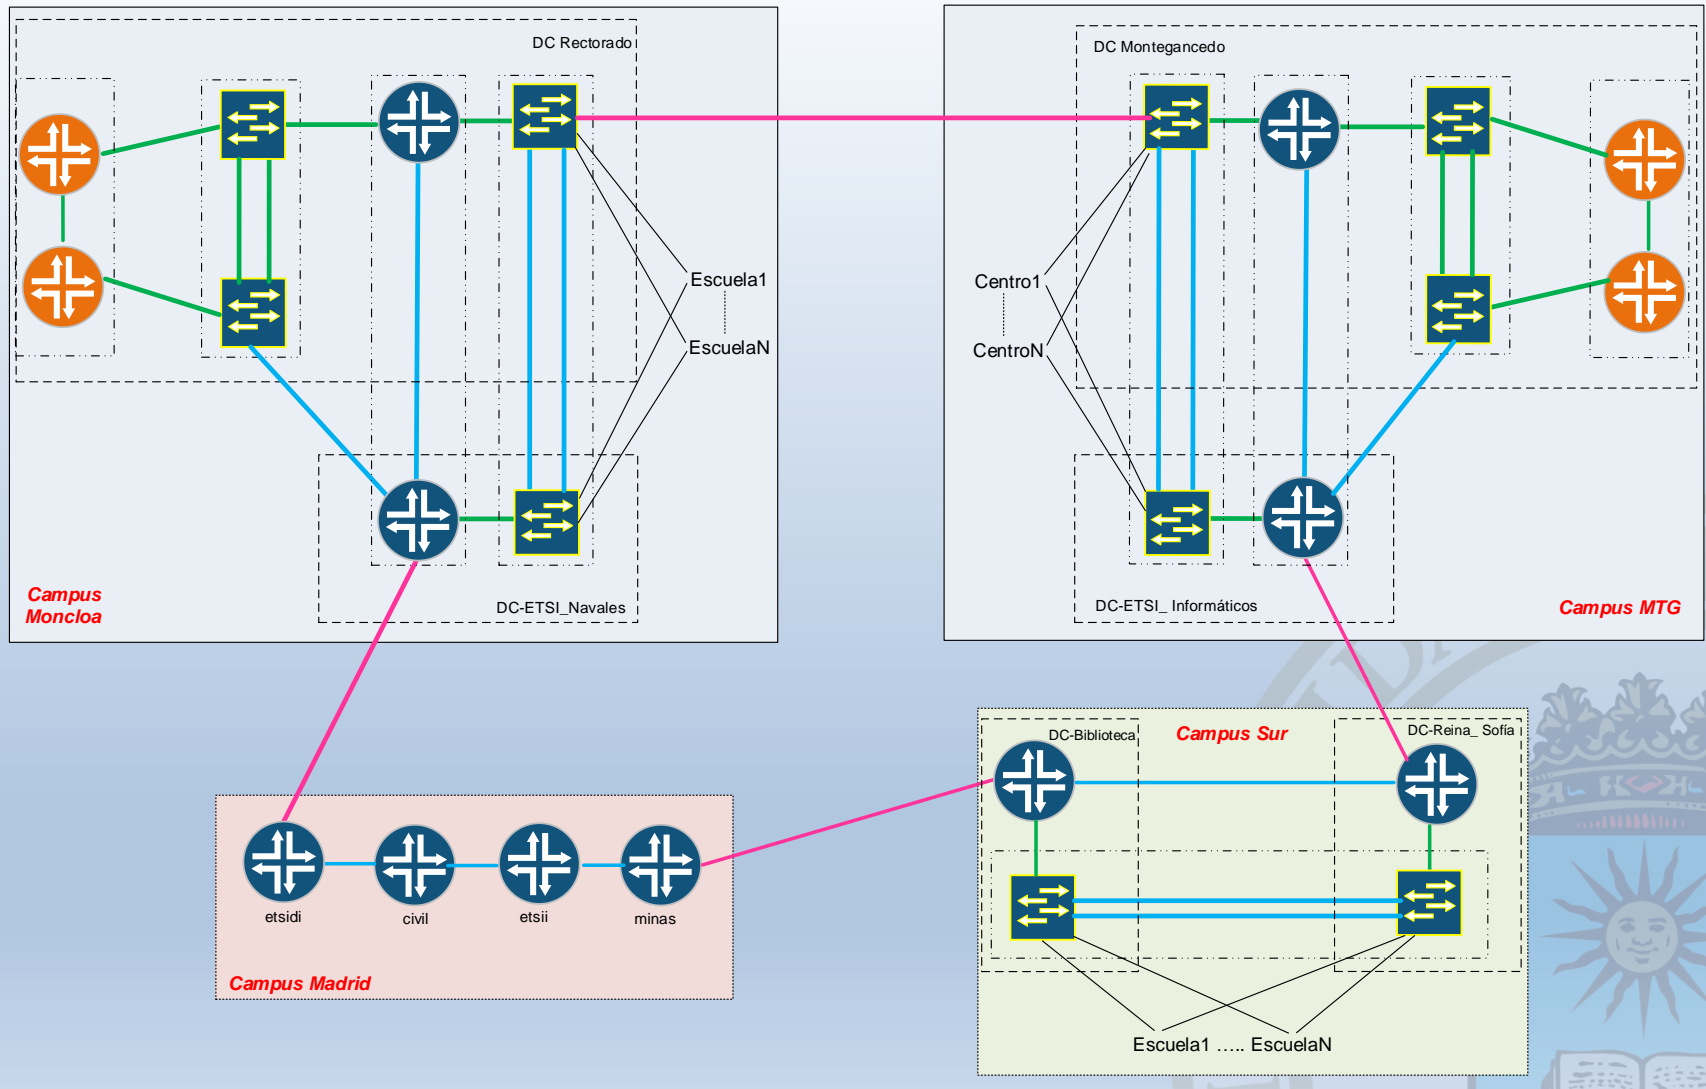 DC Rectorado
DC Montegancedo
Escuela1
EscuelaN
Centro1
CentroN
Campus
Moncloa
DC-ETSI_Navales
DC-ETSI_ Informáticos
Campus MTG
DC-Biblioteca
Campus Sur
DC-Reina_ Sofía
etsidi
civil
etsii
minas
Campus Madrid
Escuela1 ..... EscuelaN